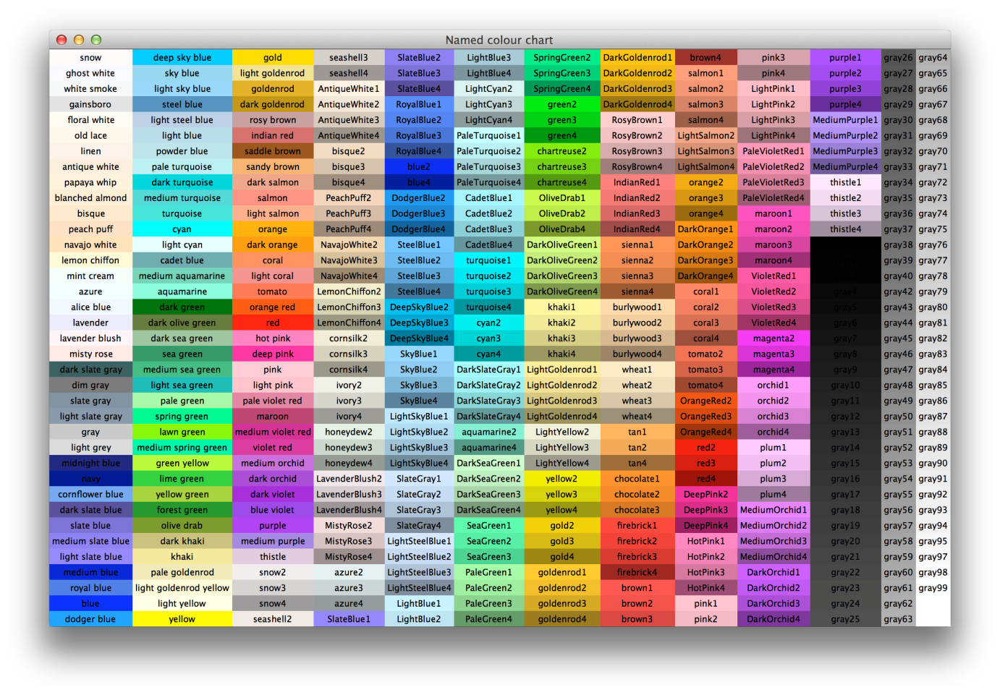 Named colour chart
snow deep sky blue gold seashell3 SlateBlue2 LightBlue3 SpringGreen2 DarkGoldenrod1 brown4 pink3 purple1 gray26 gray64
ghost white sky blue light goldenrod seashell4 SlateBlue3 LightBlue4 SpringGreen3 DarkGoldenrod2 salmon1 pink4 purple2 gray27 gray65
white smoke light sky blue goldenrod AntiqueWhite1 SlateBlue4 LightCyan2 SpringGreen4 DarkGoldenrod3 salmon2 LightPink1 purple3 gray28 gray66
gainsboro steel blue dark goldenrod AntiqueWhite2 RoyalBlue1 LightCyan3 green2 DarkGoldenrod4 salmon3 LightPink2 purple4 gray29 gray67
floral white light steel blue rosy brown AntiqueWhite3 RoyalBlue2 LightCyan4 green3 RosyBrown1 salmon4 LightPink3 MediumPurple1 gray30 gray68
old lace light blue indian red AntiqueWhite4 RoyalBlue3 PaleTurquoise1 green4 RosyBrown2 LightSalmon2 LightPink4 MediumPurple2 gray31 gray69
linen powder blue saddle brown bisque2 RoyalBlue4 PaleTurquoise2 chartreuse2 RosyBrown3 LightSalmon3 PaleVioletRed1 MediumPurple3 gray32 gray70
antique white pale turquoise sandy brown bisque3 blue2 PaleTurquoise3 chartreuse3 RosyBrown4 LightSalmon4 PaleVioletRed2 MediumPurple4 gray33 gray71
papaya whip dark turquoise dark salmon bisque4 blue4 PaleTurquoise4 chartreuse4 IndianRed1 orange2 PaleVioletRed3 thistle1 gray34 gray72
blanched almond medium turquoise salmon PeachPuff2 DodgerBlue2 CadetBlue1 OliveDrab1 IndianRed2 orange3 PaleVioletRed4 thistle2 gray35 gray73
bisque turquoise light salmon PeachPuff3 DodgerBlue3 CadetBlue2 OliveDrab2 IndianRed3 orange4 maroon1 thistle3 gray36 gray74
peach puff cyan orange PeachPuff4 DodgerBlue4 CadetBlue3 OliveDrab4 IndianRed4 DarkOrange1 maroon2 thistle4 gray37 gray75
navajo white light cyan dark orange NavajoWhite2 SteelBlue1 CadetBlue4 DarkOliveGreen1 sienna1 DarkOrange2 maroon3 gray38 gray76
lemon chiffon cadet blue coral NavajoWhite3 SteelBlue2 turquoise1 DarkOliveGreen2 sienna2 DarkOrange3 maroon4 gray39 gray77
mint cream medium aquamarine light coral NavajoWhite4 SteelBlue3 turquoise2 DarkOliveGreen3 sienna3 DarkOrange4 VioletRed1 gray40 gray78
azure aquamarine tomato LemonChiffon2 SteelBlue4 turquoise3 DarkOliveGreen4 sienna4 coral1 VioletRed2 gray4 gray42 gray79
alice blue dark green orange red LemonChiffon3 DeepSkyBlue2 turquoise4 khaki1 burlywood1 coral2 VioletRed3 gray5 gray43 gray80
lavender dark olive green red LemonChiffon4 DeepSkyBlue3 cyan2 khaki2 burlywood2 coral3 VioletRed4 gray6 gray44 gray81
lavender blush dark sea green hot pink cornsilk2 DeepSkyBlue4 cyan3 khaki3 burlywood3 coral4 magenta2 gray7 gray45 gray82
misty rose sea green deep pink cornsilk3 SkyBlue1 cyan4 khaki4 burlywood4 tomato2 magenta3 gray8 gray46 gray83
dark slate gray medium sea green pink cornsilk4 SkyBlue2 DarkSlateGray1 LightGoldenrod1 wheat1 tomato3 magenta4 gray9 gray47 gray84
dim gray light sea green light pink ivory2 SkyBlue3 DarkSlateGray2 LightGoldenrod2 wheat2 tomato4 orchid1 gray10 gray48 gray85
slate gray pale green pale violet red ivory3 SkyBlue4 DarkSlateGray3 LightGoldenrod3 wheat3 OrangeRed2 orchid2 gray11 gray49 gray86
light slate gray spring green maroon ivory4 LightSkyBlue1 DarkSlateGray4 LightGoldenrod4 wheat4 OrangeRed3 orchid3 gray12 gray50 gray87
gray lawn green medium violet red honeydew2 LightSkyBlue2 aquamarine2 LightYellow2 tan1 OrangeRed4 orchid4 gray13 gray51 gray88
light grey medium spring green violet red honeydew3 LightSkyBlue3 aquamarine4 LightYellow3 tan2 red2 plum1 gray14 gray52 gray89
midnight blue green yellow medium orchid honeydew4 LightSkyBlue4 DarkSeaGreen1 LightYellow4 tan4 red3 plum2 gray15 gray53 gray90
navy lime green dark orchid LavenderBlush2 SlateGray1 DarkSeaGreen2 yellow2 chocolate1 red4 plum3 gray16 gray54 gray91
cornflower blue yellow green dark violet LavenderBlush3 SlateGray2 DarkSeaGreen3 yellow3 chocolate2 DeepPink2 plum4 gray17 gray55 gray92
dark slate blue forest green blue violet LavenderBlush4 SlateGray3 DarkSeaGreen4 yellow4 chocolate3 DeepPink3 MediumOrchid1 gray18 gray56 gray93
slate blue olive drab purple MistyRose2 SlateGray4 SeaGreen1 gold2 firebrick1 DeepPink4 MediumOrchid2 gray19 gray57 gray94
medium slate blue dark khaki medium purple MistyRose3 LightSteelBlue1 SeaGreen2 gold3 firebrick2 HotPink1 MediumOrchid3 gray20 gray58 gray95
light slate blue khaki thistle MistyRose4 LightSteelBlue2 SeaGreen3 gold4 firebrick3 HotPink2 MediumOrchid4 gray21 gray59 gray97
medium blue pale goldenrod snow2 azure2 LightSteelBlue3 PaleGreen1 goldenrod1 firebrick4 HotPink3 DarkOrchid1 gray22 gray60 gray98
royal blue light goldenrod yellow snow3 azure3 LightSteelBlue4 PaleGreen2 goldenrod2 brown1 HotPink4 DarkOrchid2 gray23 gray61 gray99
blue light yellow snow4 azure4 LightBlue1 PaleGreen3 goldenrod3 brown2 pink1 DarkOrchid3 gray24 gray62
dodger blue yellow seashell2 SlateBlue1 LightBlue2 PaleGreen4 goldenrod4 brown3 pink2 DarkOrchid4 gray25 gray63